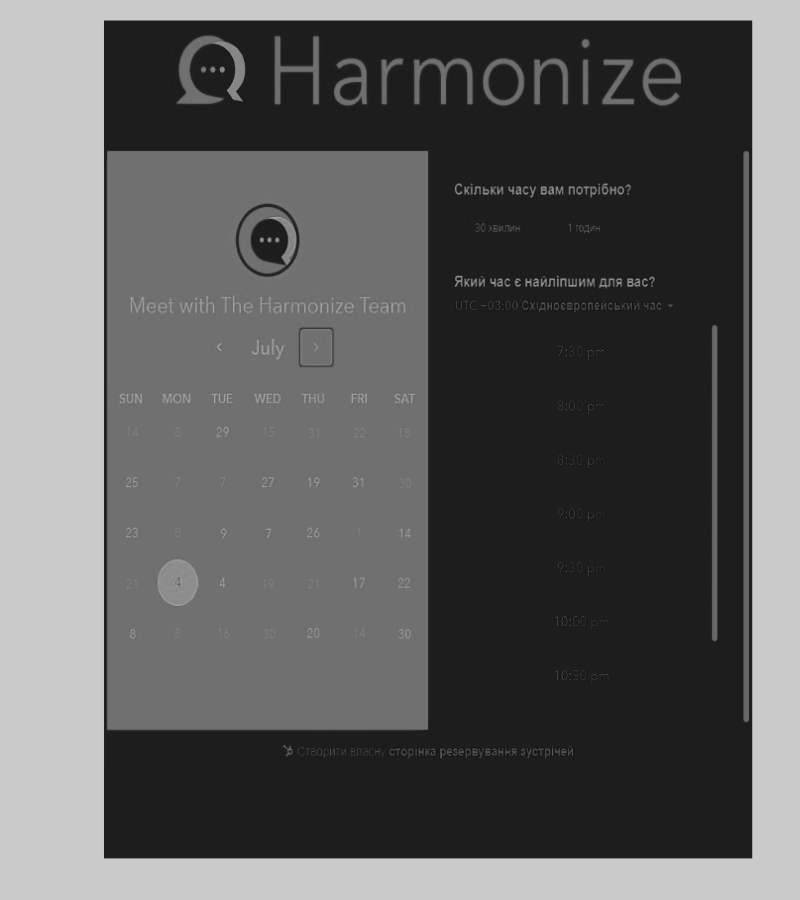 Harmonize
Meet with The Harmonize Team
July
SUN MON TUE WED THU FRI SAT
14 8 29 15 31 22 18
25 7 7 27 19 31 30
23 8 9 7 26 1 14
21 4 4 19 21 17 22
8 8 16 30 20 14 30
Скільки часу вам потрібно?
30 хвилин 1 годин
Який час є найліпшим для вас?
UTC +03:00 Східноєвропейський час
7:30 pm
8:00 pm
8:30 pm
9:00 pm
9:30 pm
10:00 pm
10:30 pm
Створити власну сторінка резервування зустрічей